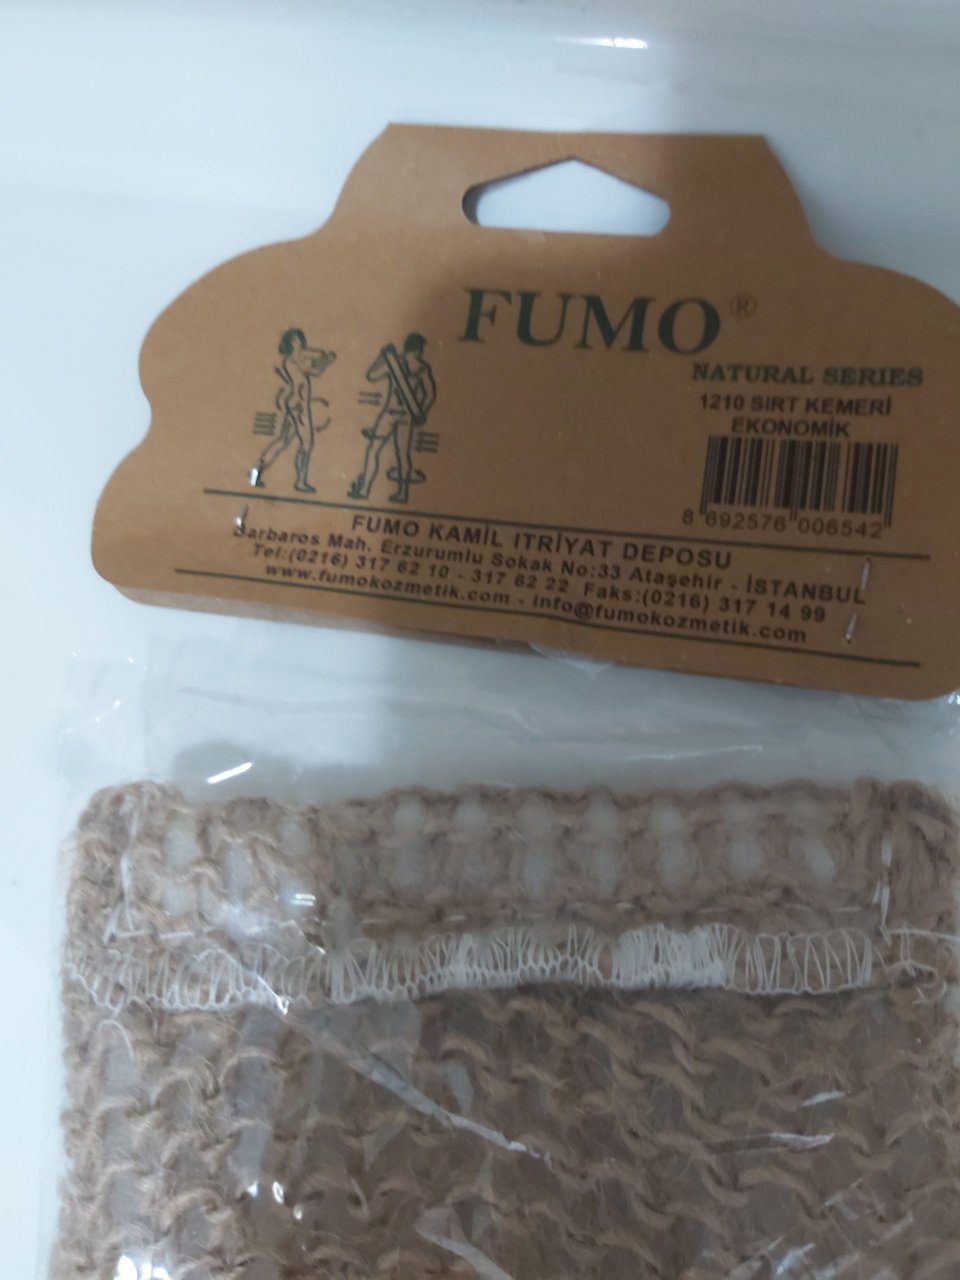 FUMO ®
NATURAL SERIES
1210 SIRT KEMERİ
EKONOMİK
8 692576 006542
FUMO KAMİL ITRİYAT DEPOSU
Barbaros Mah. Erzurumlu Sokak No:33 Ataşehir - İSTANBUL
Tel:(0216) 317 62 10 - 317 62 22 Faks:(0216) 317 14 99
www.fumokozmetik.com - info@fumokozmetik.com